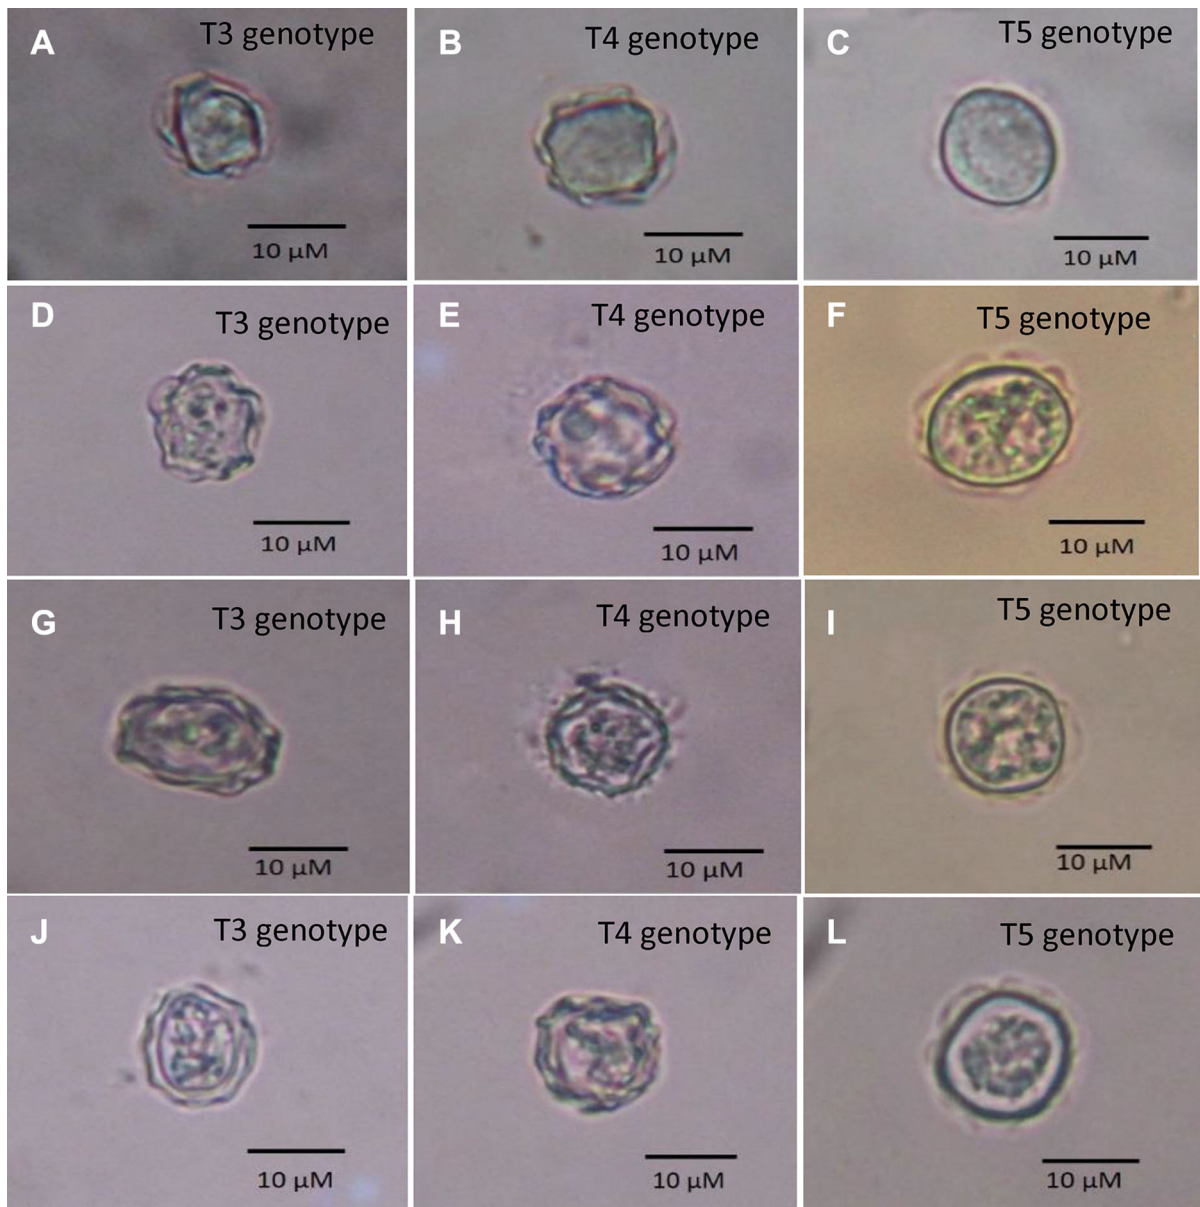 A T3 genotype
10 µM
B T4 genotype
10 µM
C T5 genotype
10 µM
D T3 genotype
10 µM
E T4 genotype
10 µM
F T5 genotype
10 µM
G T3 genotype
10 µM
H T4 genotype
10 µM
I T5 genotype
10 µM
J T3 genotype
10 µM
K T4 genotype
10 µM
L T5 genotype
10 µM